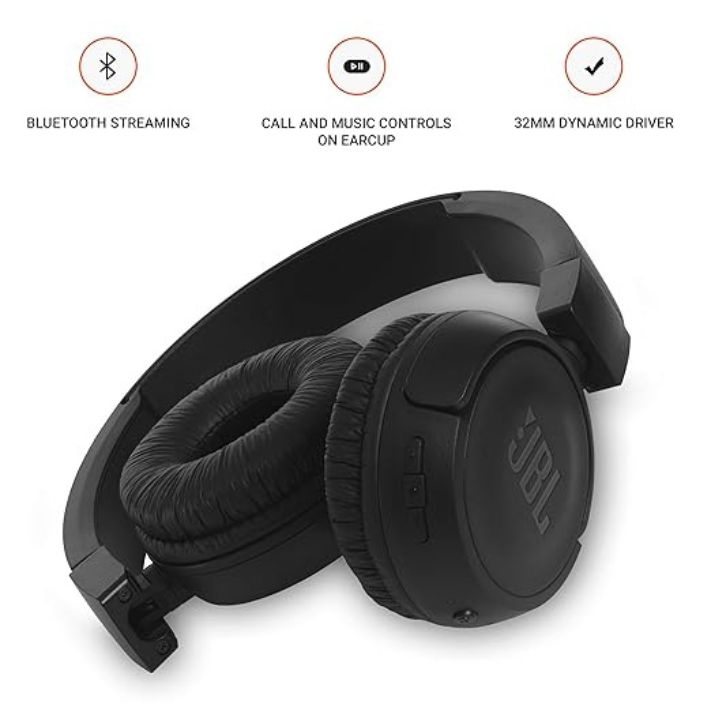 BLUETOOTH STREAMING
CALL AND MUSIC CONTROLS
ON EARCUP
32MM DYNAMIC DRIVER
JBL